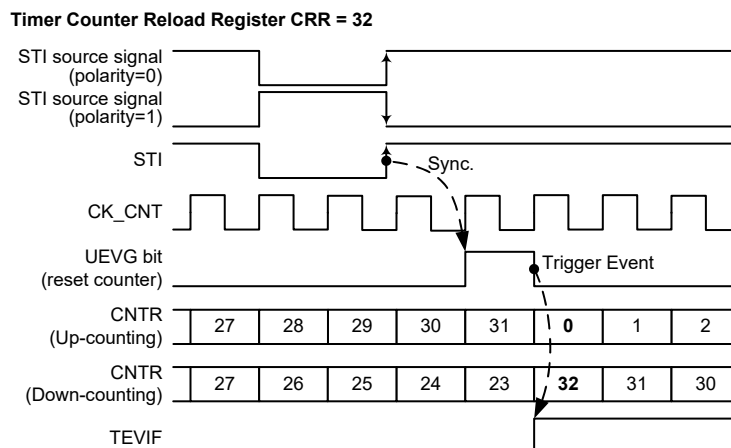 Timer Counter Reload Register CRR = 32
STI source signal
(polarity=0)
STI source signal
(polarity=1)
STI
Sync.
CK_CNT
UEVG bit
(reset counter)
Trigger Event
CNTR
(Up-counting)
27 28 29 30 31 0 1 2
CNTR
(Down-counting)
27 26 25 24 23 32 31 30
TEVIF